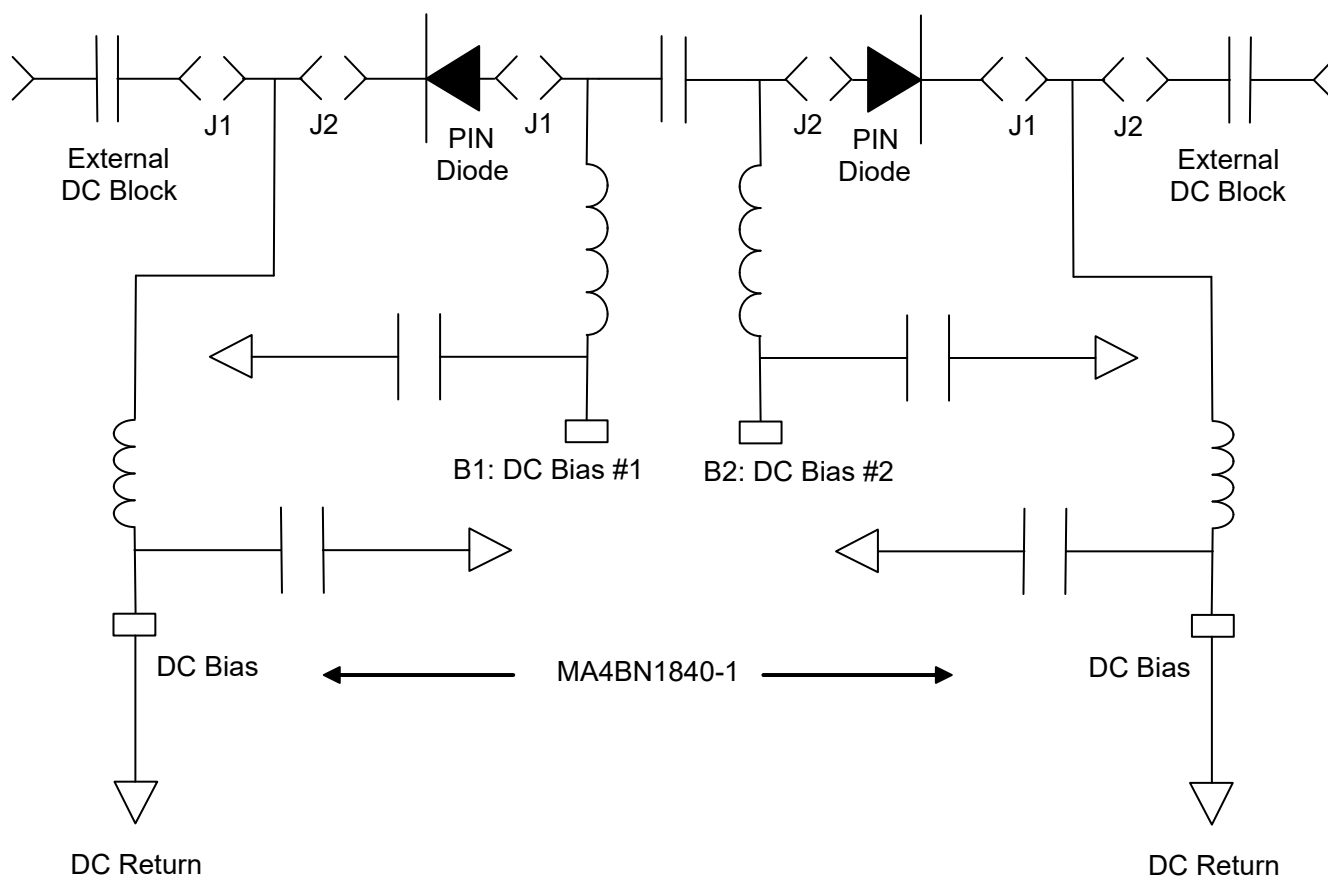 J1
J2
J1
J2
J1
J2
External
DC Block
PIN
Diode
PIN
Diode
External
DC Block
B1: DC Bias #1
B2: DC Bias #2
DC Bias
MA4BN1840-1
DC Bias
DC Return
DC Return